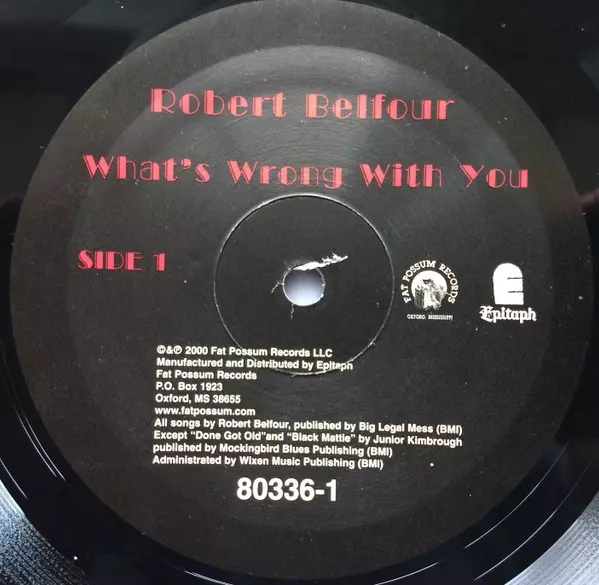 Robert Belfour
What's Wrong With You
SIDE 1
FAT POSSUM RECORDS
OXFORD, MISSISSIPPI
E
Epitaph
©&℗ 2000 Fat Possum Records LLC
Manufactured and Distributed by Epitaph
Fat Possum Records
P.O. Box 1923
Oxford, MS 38655
www.fatpossum.com
All songs by Robert Belfour, published by Big Legal Mess (BMI)
Except "Done Got Old"and "Black Mattie" by Junior Kimbrough
published by Mockingbird Blues Publishing (BMI)
Administrated by Wixen Music Publishing (BMI)
80336-1